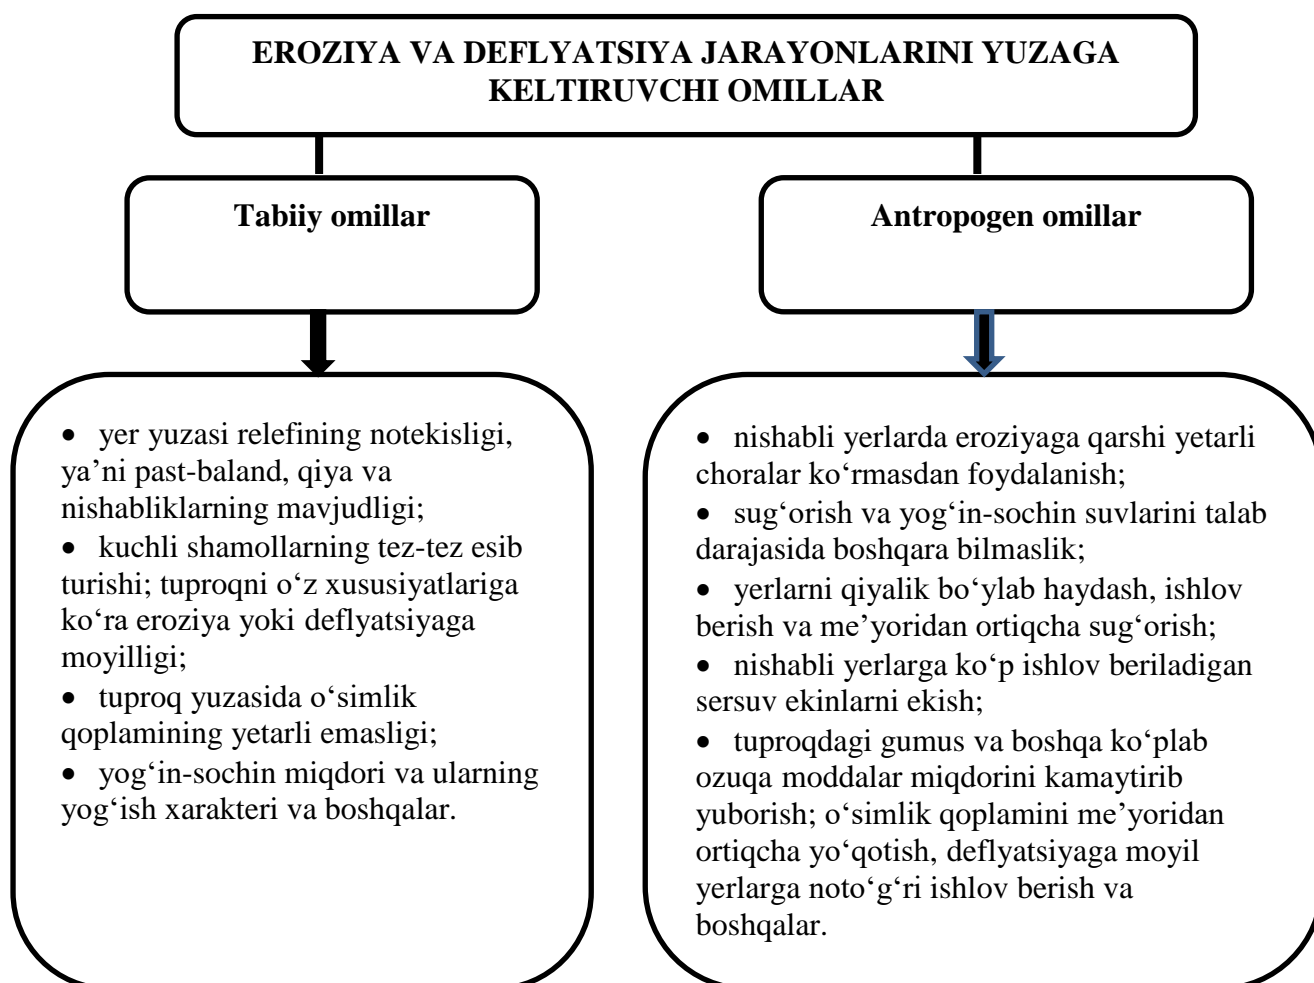 EROZIYA VA DEFLYATSIYA JARAYONLARINI YUZAGA
KELTIRUVCHI OMILLAR
Tabiiy omillar
• yer yuzasi relefining notekisligi,
ya’ni past-baland, qiya va
nishabliklarning mavjudligi;
• kuchli shamollarning tez-tez esib
turishi; tuproqni o‘z xususiyatlariga
ko‘ra eroziya yoki deflyatsiyaga
moyilligi;
• tuproq yuzasida o‘simlik
qoplamining yetarli emasligi;
• yog‘in-sochin miqdori va ularning
yog‘ish xarakteri va boshqalar.
Antropogen omillar
• nishabli yerlarda eroziyaga qarshi yetarli
choralar ko‘rmasdan foydalanish;
• sug‘orish va yog‘in-sochin suvlarini talab
darajasida boshqara bilmaslik;
• yerlarni qiyalik bo‘ylab haydash, ishlov
berish va me’yoridan ortiqcha sug‘orish;
• nishabli yerlarga ko‘p ishlov beriladigan
sersuv ekinlarni ekish;
• tuproqdagi gumus va boshqa ko‘plab
ozuqa moddalar miqdorini kamaytirib
yuborish; o‘simlik qoplamini me’yoridan
ortiqcha yo‘qotish, deflyatsiyaga moyil
yerlarga noto‘g‘ri ishlov berish va
boshqalar.